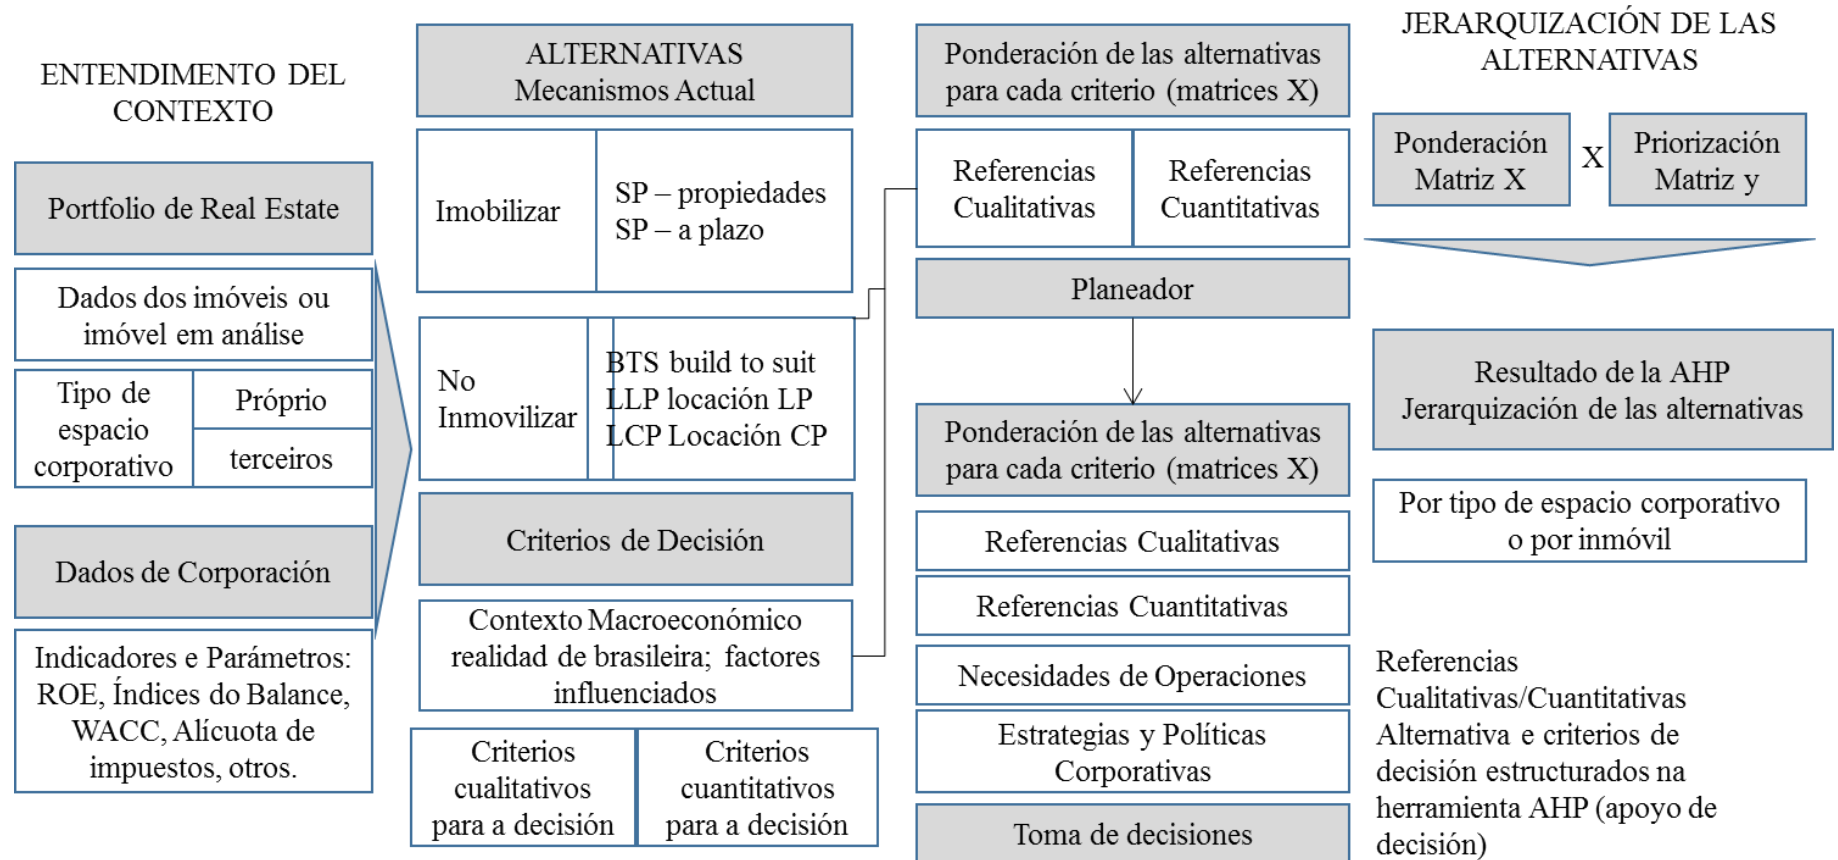 ENTENDIMENTO DEL
CONTEXTO
Portfolio de Real Estate
Dados dos imóveis ou
imóvel em análise
Tipo de
espacio
corporativo
Próprio
terceiros
Dados de Corporación
Indicadores e Parámetros:
ROE, Índices do Balance,
WACC, Alícuota de
impuestos, otros.
ALTERNATIVAS
Mecanismos Actual
Imobilizar
SP – propiedades
SP – a plazo
No
Inmovilizar
BTS build to suit
LLP locación LP
LCP Locación CP
Criterios de Decisión
Contexto Macroeconómico
realidad de brasileira; factores
influenciados
Criterios
cualitativos
para a decisión
Criterios
cuantitativos
para a decisión
Ponderación de las alternativas
para cada criterio (matrices X)
Referencias
Cualitativas
Referencias
Cuantitativas
Planeador
Ponderación de las alternativas
para cada criterio (matrices X)
Referencias Cualitativas
Referencias Cuantitativas
Necesidades de Operaciones
Estrategias y Políticas
Corporativas
Toma de decisiones
JERARQUIZACIÓN DE LAS
ALTERNATIVAS
Ponderación
Matriz X
X
Priorización
Matriz y
Resultado de la AHP
Jerarquización de las alternativas
Por tipo de espacio corporativo
o por inmóvil
Referencias
Cualitativas/Cuantitativas
Alternativa e criterios de
decisión estructurados na
herramienta AHP (apoyo de
decisión)